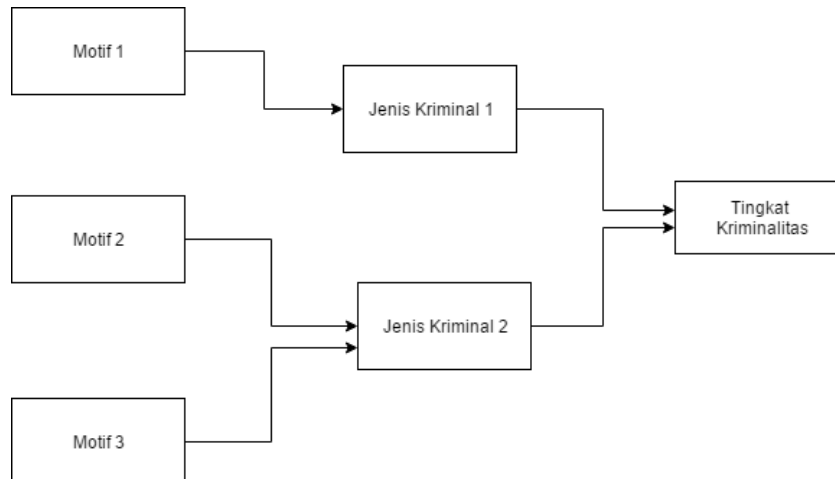 Motif 1
Jenis Kriminal 1
Motif 2
Tingkat
Kriminalitas
Jenis Kriminal 2
Motif 3